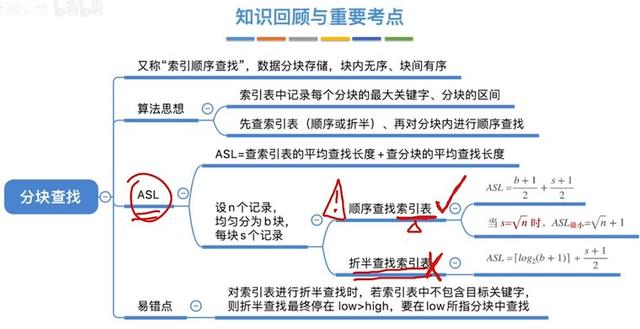 知识回顾与重要考点
又称“索引顺序查找”，数据分块存储，块内无序、块间有序
算法思想
索引表中记录每个分块的最大关键字、分块的区间
先查索引表（顺序或折半）、再对分块内进行顺序查找
分块查找
ASL
ASL=查索引表的平均查找长度+查分块的平均查找长度
设n个记录，
均匀分为b块，
每块s个记录
顺序查找索引表
ASL=\frac{b+1}{2}+\frac{s+1}{2}
当 s=√n 时，ASL最小=√n+1
折半查找索引表
ASL=⌈log₂(b+1)⌉+\frac{s+1}{2}
易错点
对索引表进行折半查找时，若索引表中不包含目标关键字，
则折半查找最终停在 low>high，要在low所指分块中查找